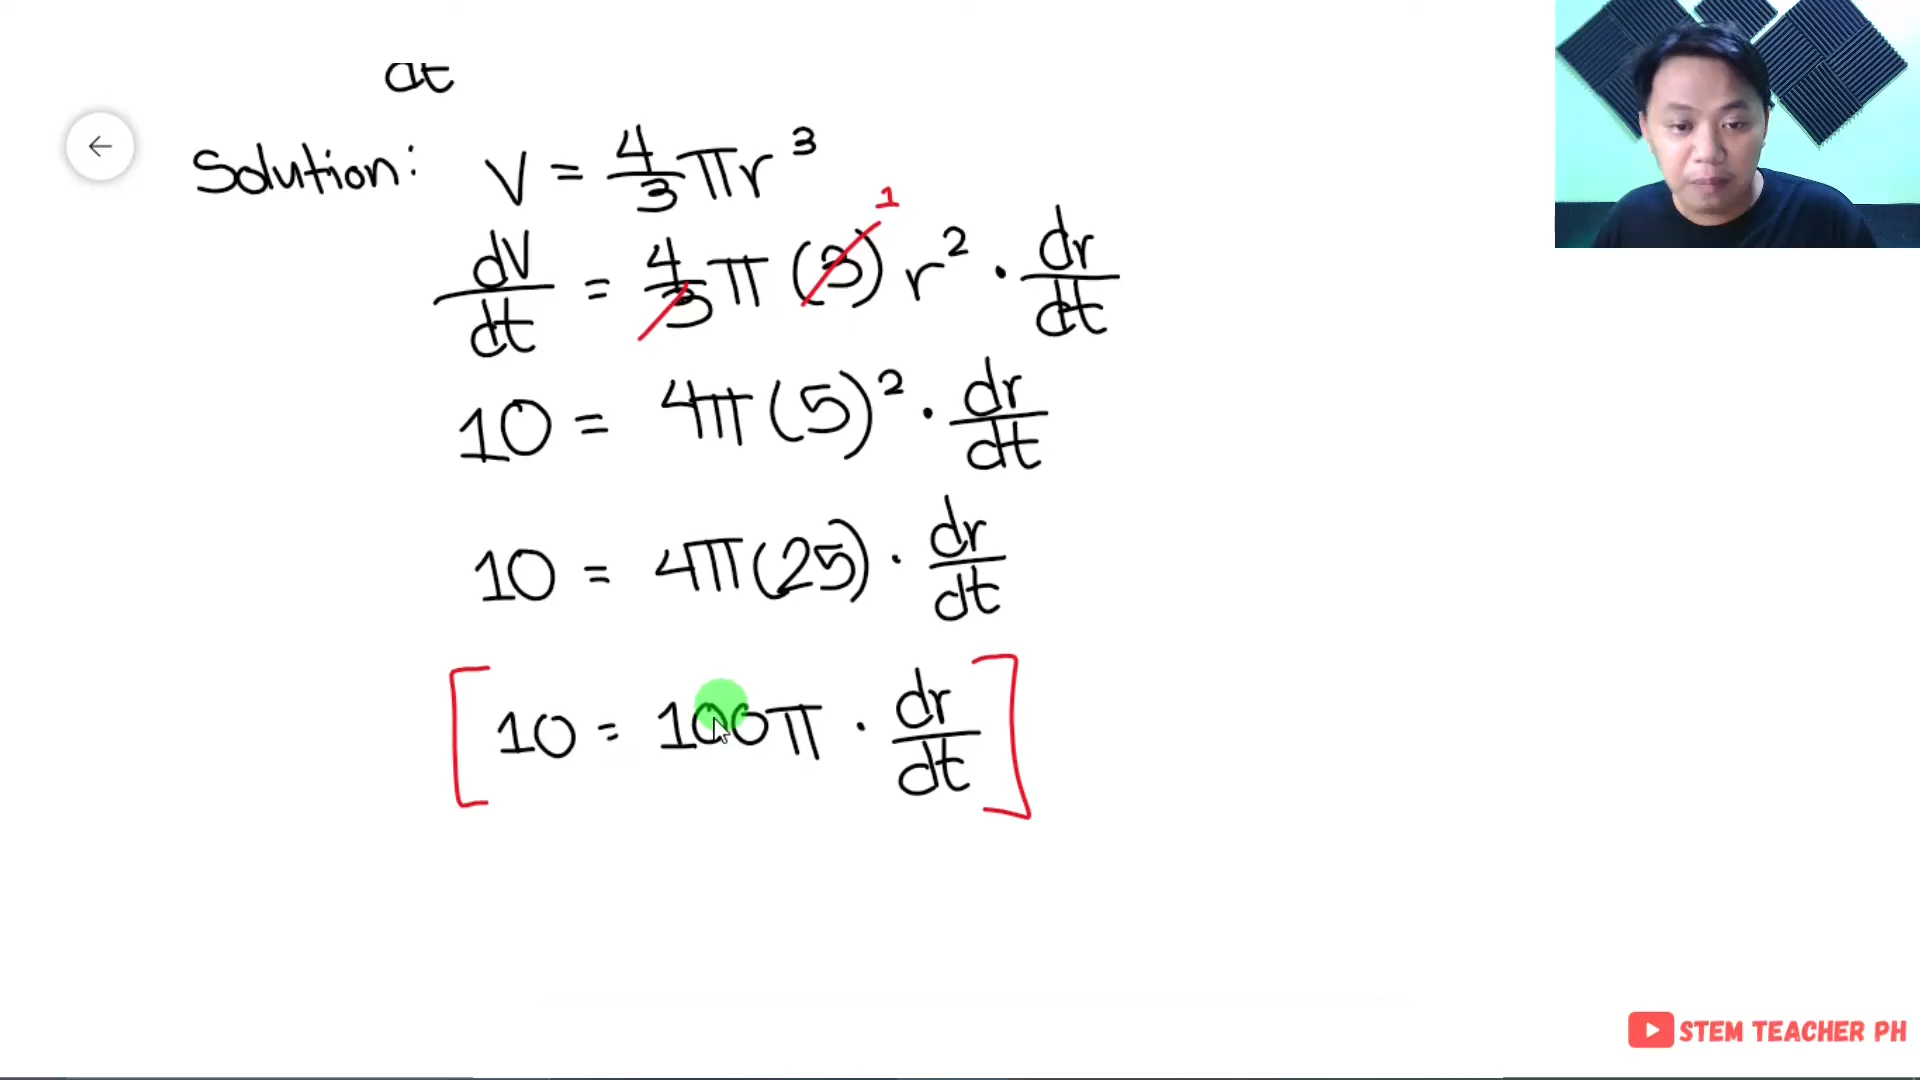 dt
Solution: V = 4/3 πr³
dV/dt = 4/3 π (3) r² · dr/dt
1
10 = 4π (5)² · dr/dt
10 = 4π(25) · dr/dt
[10 = 100π · dr/dt]
STEM TEACHER PH